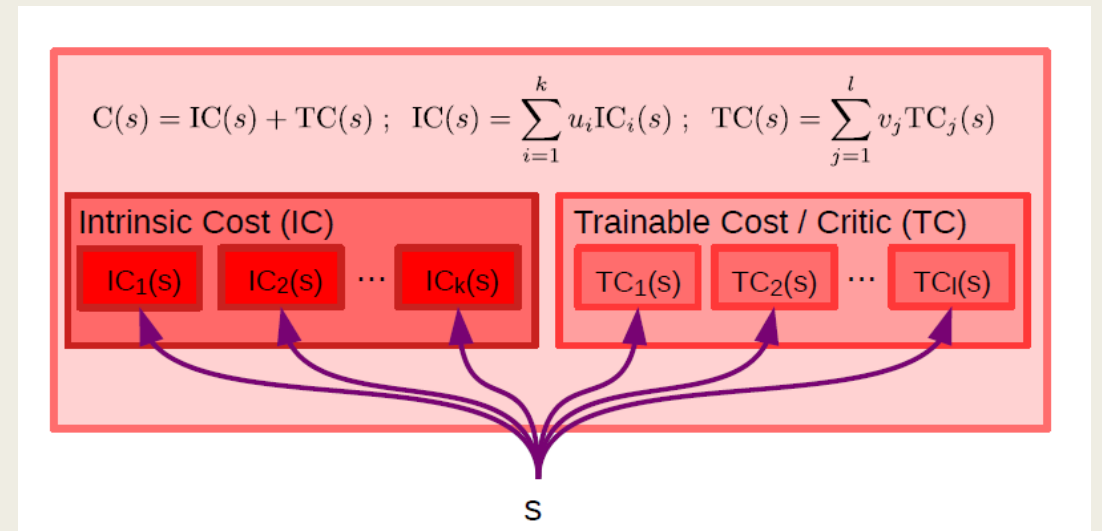 C(s) = IC(s) + TC(s) ; IC(s) = ∑_{i=1}^{k} u_i IC_i(s) ; TC(s) = ∑_{j=1}^{l} v_j TC_j(s)
Intrinsic Cost (IC)
IC₁(s) IC₂(s) ··· ICₖ(s)
Trainable Cost / Critic (TC)
TC₁(s) TC₂(s) ··· TCₗ(s)
s